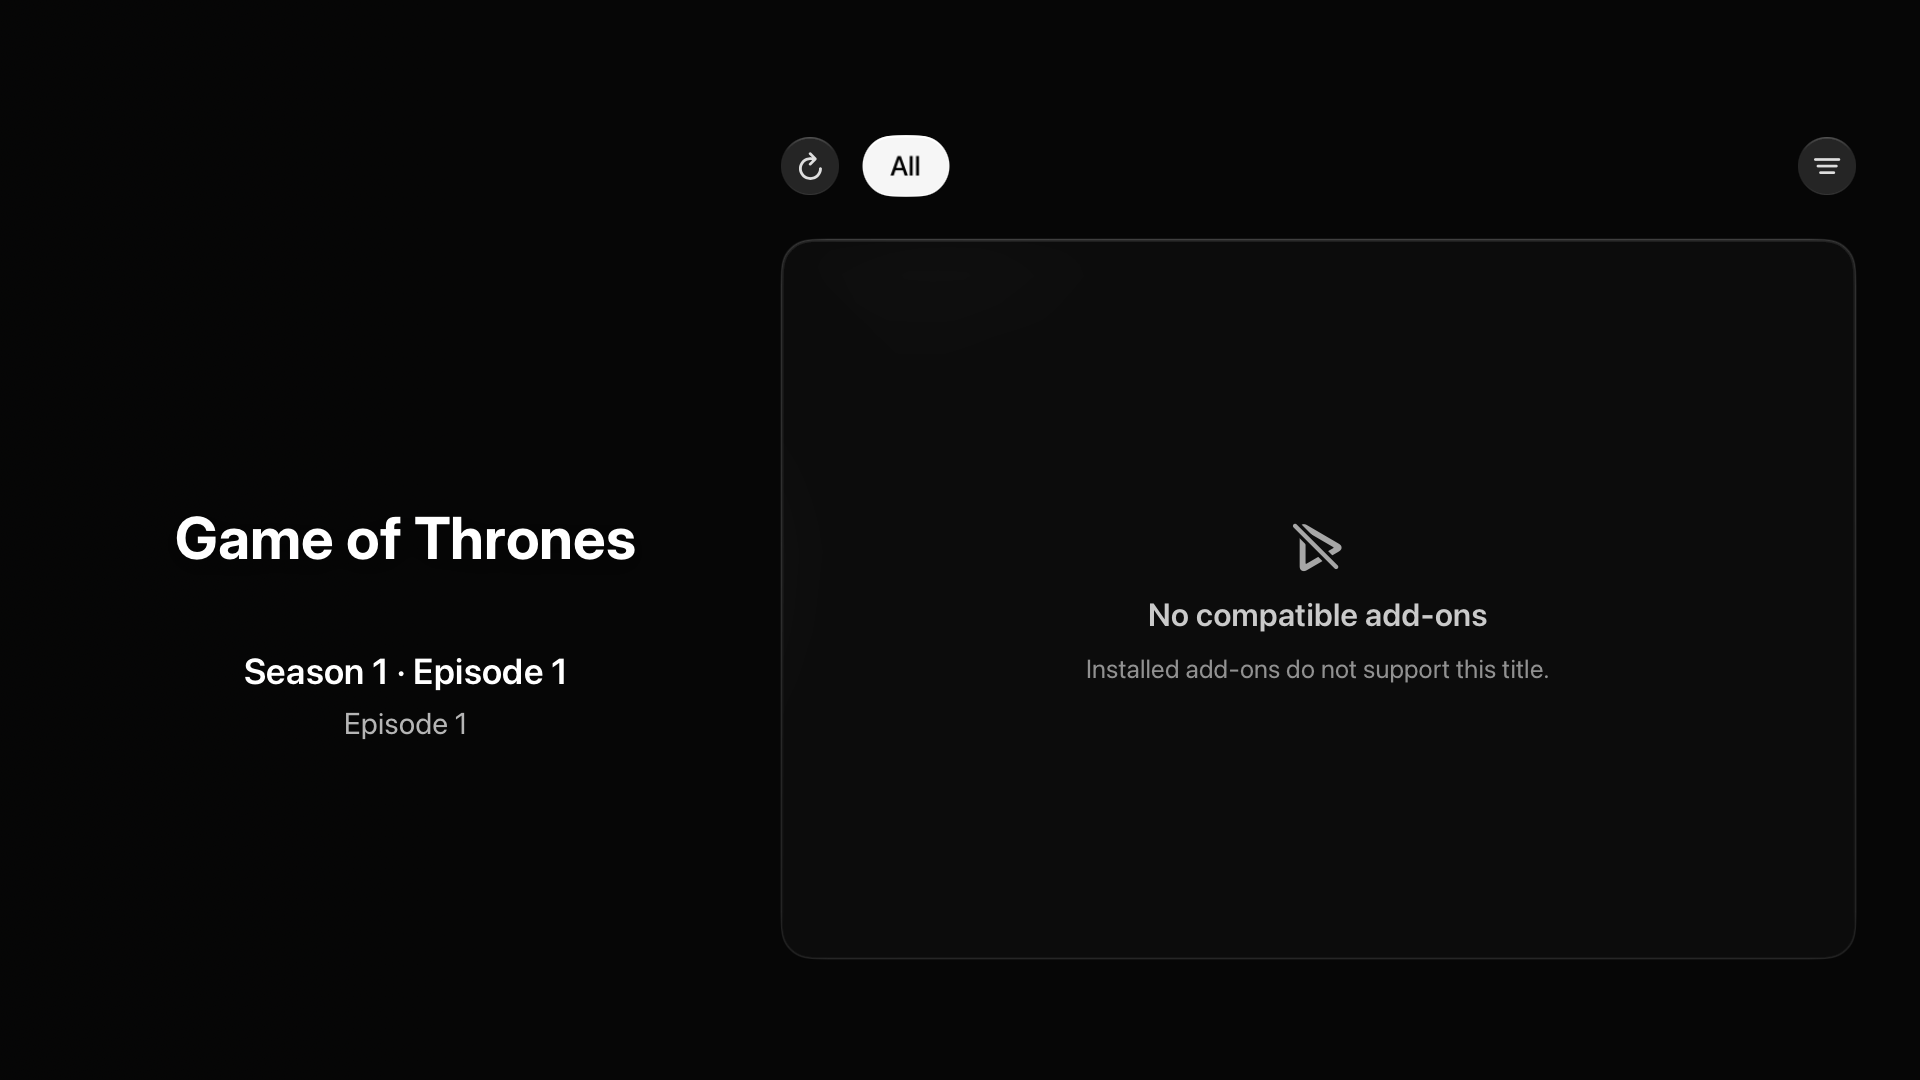 All
Game of Thrones
Season 1 · Episode 1
Episode 1
No compatible add-ons
Installed add-ons do not support this title.